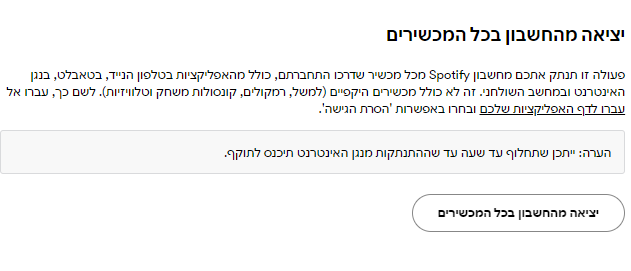 יציאה מהחשבון בכל המכשירים
פעולה זו תנתק אתכם מחשבון Spotify מכל מכשיר שדרכו התחברתם, כולל מהאפליקציות בטלפון הנייד, בטאבלט, בנגן
האינטרנט ובמחשב השולחני. זה לא כולל מכשירים היקפיים (למשל, רמקולים, קונסולות משחק וטלוויזיות). לשם כך, עברו אל
עברו לדף האפליקציות שלכם ובחרו באפשרות 'הסרת הגישה'.
הערה: ייתכן שתחלוף עד שעה עד שההתנתקות מנגן האינטרנט תיכנס לתוקף.
יציאה מהחשבון בכל המכשירים